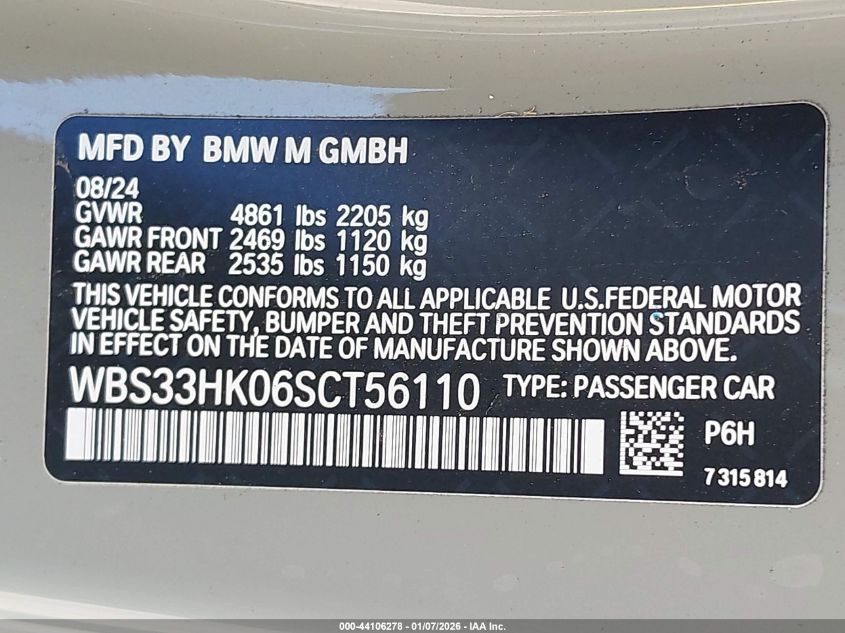 MFD BY BMW M GMBH
08/24
GVWR 4861 lbs 2205 kg
GAWR FRONT 2469 lbs 1120 kg
GAWR REAR 2535 lbs 1150 kg
THIS VEHICLE CONFORMS TO ALL APPLICABLE U.S.FEDERAL MOTOR
VEHICLE SAFETY, BUMPER AND THEFT PREVENTION STANDARDS
IN EFFECT ON THE DATE OF MANUFACTURE SHOWN ABOVE.
WBS33HK06SCT56110 TYPE: PASSENGER CAR
P6H
7315814
000-44106278 - 01/07/2026 - IAA Inc.